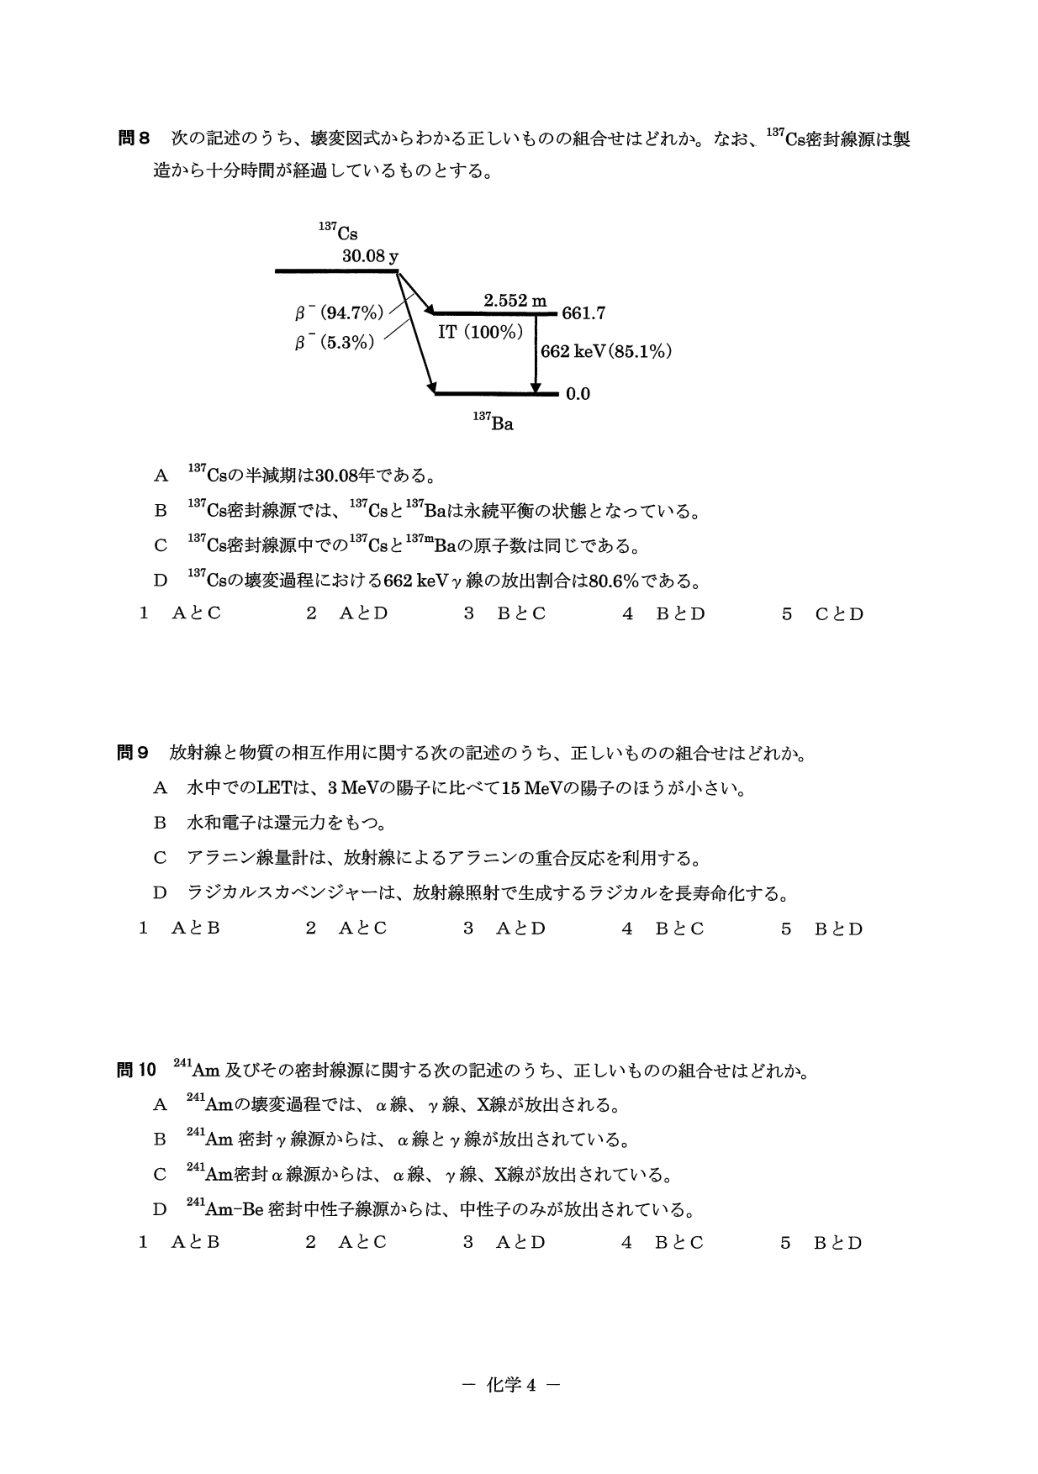 問8　次の記述のうち、壊変図式からわかる正しいものの組合せはどれか。なお、¹³⁷Cs密封線源は製
造から十分時間が経過しているものとする。
¹³⁷Cs
30.08 y
2.552 m
β⁻(94.7%)
661.7
IT (100%)
β⁻(5.3%)
662 keV(85.1%)
0.0
¹³⁷Ba
A　¹³⁷Csの半減期は30.08年である。
B　¹³⁷Cs密封線源では、¹³⁷Csと¹³⁷Baは永続平衡の状態となっている。
C　¹³⁷Cs密封線源中での¹³⁷Csと¹³⁷ᵐBaの原子数は同じである。
D　¹³⁷Csの壊変過程における662 keV γ線の放出割合は80.6%である。
1　AとC　　2　AとD　　3　BとC　　4　BとD　　5　CとD
問9　放射線と物質の相互作用に関する次の記述のうち、正しいものの組合せはどれか。
A　水中でのLETは、3 MeVの陽子に比べて15 MeVの陽子のほうが小さい。
B　水和電子は還元力をもつ。
C　アラニン線量計は、放射線によるアラニンの重合反応を利用する。
D　ラジカルスカベンジャーは、放射線照射で生成するラジカルを長寿命化する。
1　AとB　　2　AとC　　3　AとD　　4　BとC　　5　BとD
問10　²⁴¹Am 及びその密封線源に関する次の記述のうち、正しいものの組合せはどれか。
A　²⁴¹Amの壊変過程では、α線、γ線、X線が放出される。
B　²⁴¹Am 密封γ線源からは、α線とγ線が放出されている。
C　²⁴¹Am密封α線源からは、α線、γ線、X線が放出されている。
D　²⁴¹Am−Be 密封中性子線源からは、中性子のみが放出されている。
1　AとB　　2　AとC　　3　AとD　　4　BとC　　5　BとD
－ 化学 4 －